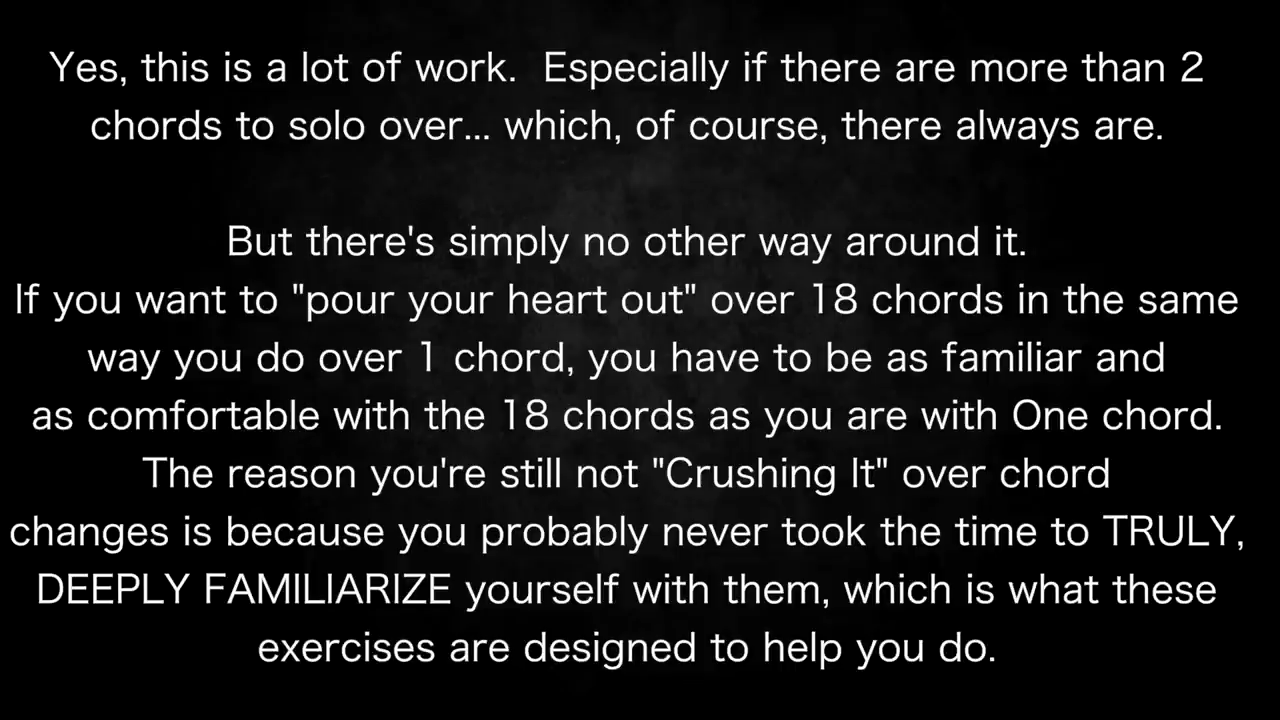 Yes, this is a lot of work.  Especially if there are more than 2
chords to solo over... which, of course, there always are.
But there's simply no other way around it.
If you want to "pour your heart out" over 18 chords in the same
way you do over 1 chord, you have to be as familiar and
as comfortable with the 18 chords as you are with One chord.
The reason you're still not "Crushing It" over chord
changes is because you probably never took the time to TRULY,
DEEPLY FAMILIARIZE yourself with them, which is what these
exercises are designed to help you do.